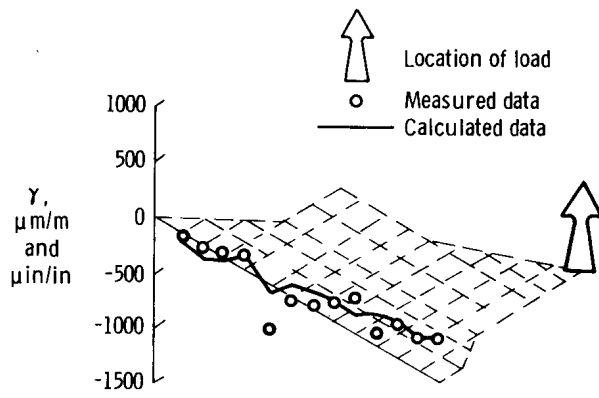 Location of load
Measured data
Calculated data
1000
500
0
-500
-1000
-1500
γ,
μm/m
and
μin/in